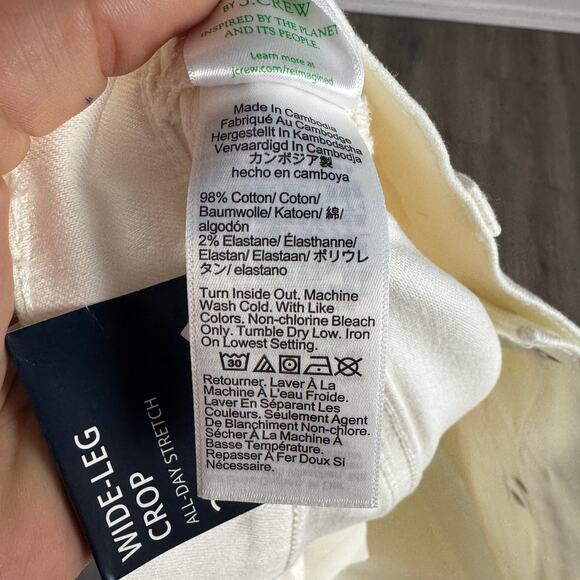 BY J.CREW
INSPIRED BY THE PLANET
AND ITS PEOPLE.
Learn more at
jcrew.com/reimagined
Made In Cambodia
Fabriqué Au Cambodge
Hergestellt In Kambodscha
Vervaardigd In Cambodja
カンボジア製
hecho en camboya
98% Cotton/ Coton/
Baumwolle/ Katoen/ 綿/
algodón
2% Elastane/ Élasthanne/
Elastan/ Elastaan/ ポリウレ
タン/ elastano
Turn Inside Out. Machine
Wash Cold. With Like
Colors. Non-chlorine Bleach
Only. Tumble Dry Low. Iron
On Lowest Setting.
30
Retourner. Laver À La
Machine À L'eau Froide.
Laver En Séparant Les
Couleurs. Seulement Agent
De Blanchiment Non-chlore.
Sécher À La Machine À
Basse Température.
Repasser À Fer Doux Si
Nécessaire.
WIDE-LEG
CROP
ALL-DAY STRETCH